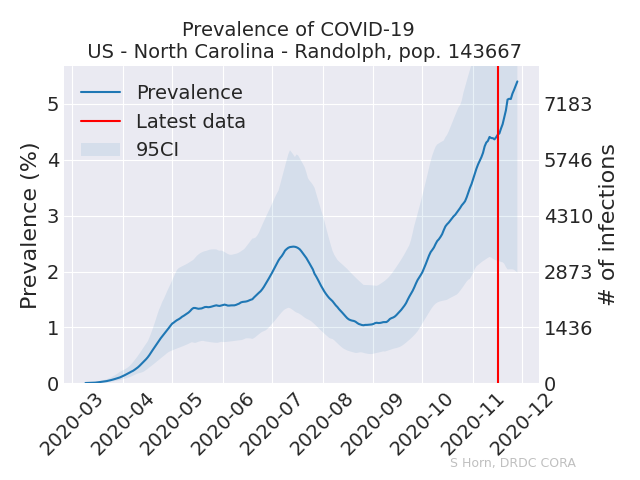 Prevalence of COVID-19
US - North Carolina - Randolph, pop. 143667
Prevalence
Latest data
95CI
Prevalence (%)
5
4
3
2
1
0
7183
5746
4310
2873
1436
0
# of infections
2020-03
2020-04
2020-05
2020-06
2020-07
2020-08
2020-09
2020-10
2020-11
2020-12
S Horn, DRDC CORA